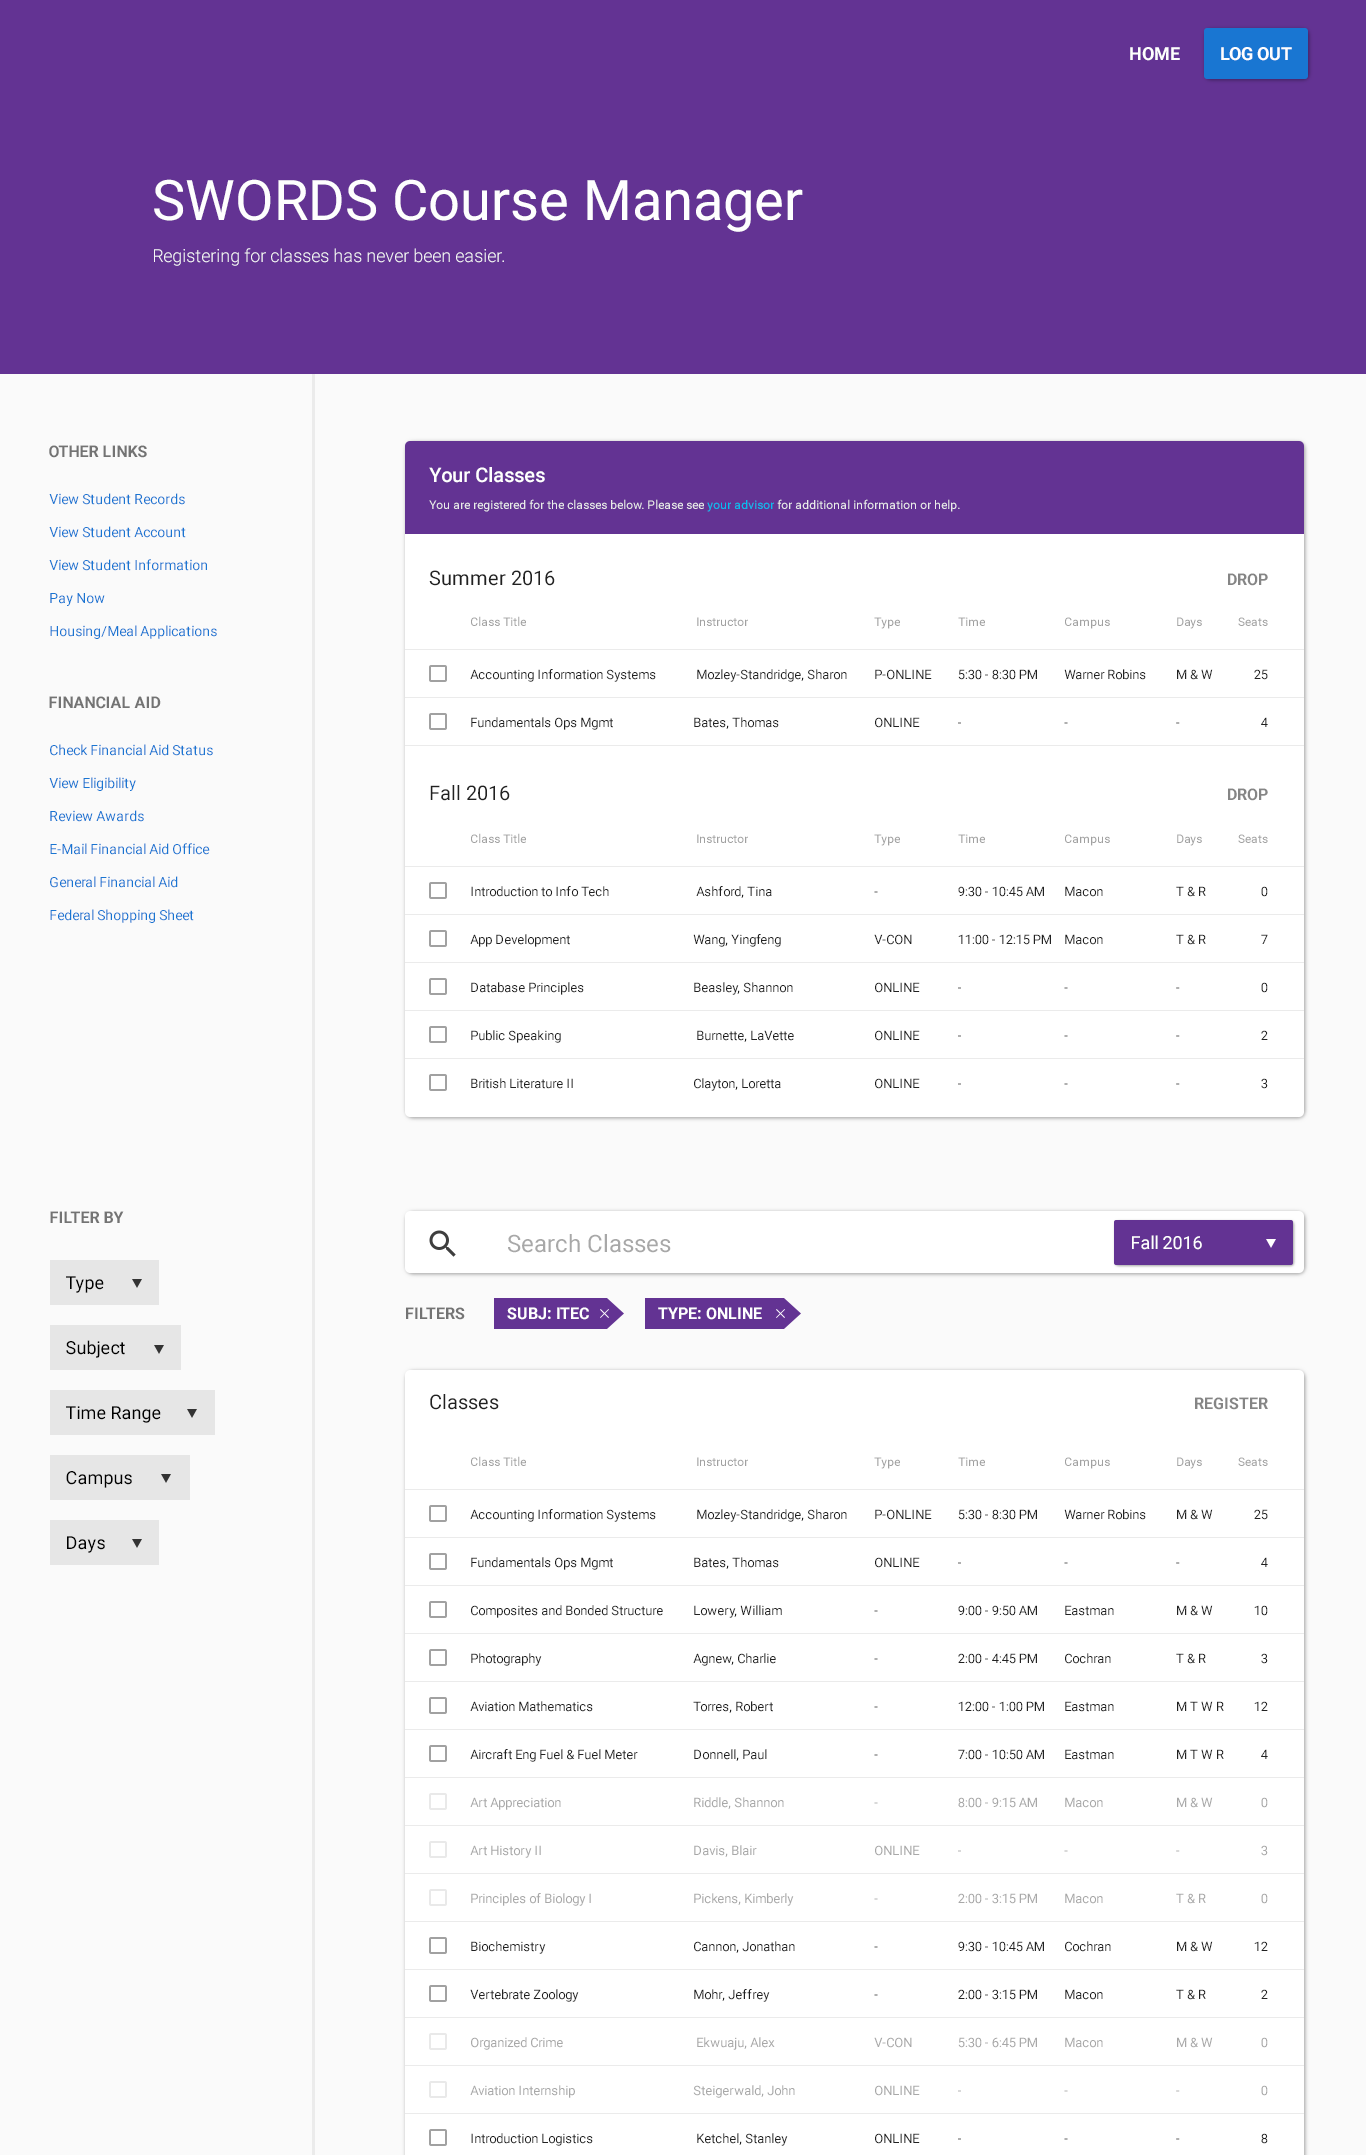 HOME LOG OUT
SWORDS Course Manager
Registering for classes has never been easier.
OTHER LINKS
View Student Records
View Student Account
View Student Information
Pay Now
Housing/Meal Applications
FINANCIAL AID
Check Financial Aid Status
View Eligibility
Review Awards
E-Mail Financial Aid Office
General Financial Aid
Federal Shopping Sheet
Your Classes
You are registered for the classes below. Please see your advisor for additional information or help.
Summer 2016 DROP
Class Title Instructor Type Time Campus Days Seats
Accounting Information Systems Mozley-Standridge, Sharon P-ONLINE 5:30 - 8:30 PM Warner Robins M & W 25
Fundamentals Ops Mgmt Bates, Thomas ONLINE - - - 4
Fall 2016 DROP
Class Title Instructor Type Time Campus Days Seats
Introduction to Info Tech Ashford, Tina - 9:30 - 10:45 AM Macon T & R 0
App Development Wang, Yingfeng V-CON 11:00 - 12:15 PM Macon T & R 7
Database Principles Beasley, Shannon ONLINE - - - 0
Public Speaking Burnette, LaVette ONLINE - - - 2
British Literature II Clayton, Loretta ONLINE - - - 3
FILTER BY
Type
Subject
Time Range
Campus
Days
Search Classes Fall 2016
FILTERS SUBJ: ITEC TYPE: ONLINE
Classes REGISTER
Class Title Instructor Type Time Campus Days Seats
Accounting Information Systems Mozley-Standridge, Sharon P-ONLINE 5:30 - 8:30 PM Warner Robins M & W 25
Fundamentals Ops Mgmt Bates, Thomas ONLINE - - - 4
Composites and Bonded Structure Lowery, William - 9:00 - 9:50 AM Eastman M & W 10
Photography Agnew, Charlie - 2:00 - 4:45 PM Cochran T & R 3
Aviation Mathematics Torres, Robert - 12:00 - 1:00 PM Eastman M T W R 12
Aircraft Eng Fuel & Fuel Meter Donnell, Paul - 7:00 - 10:50 AM Eastman M T W R 4
Art Appreciation Riddle, Shannon - 8:00 - 9:15 AM Macon M & W 0
Art History II Davis, Blair ONLINE - - - 3
Principles of Biology I Pickens, Kimberly - 2:00 - 3:15 PM Macon T & R 0
Biochemistry Cannon, Jonathan - 9:30 - 10:45 AM Cochran M & W 12
Vertebrate Zoology Mohr, Jeffrey - 2:00 - 3:15 PM Macon T & R 2
Organized Crime Ekwuaju, Alex V-CON 5:30 - 6:45 PM Macon M & W 0
Aviation Internship Steigerwald, John ONLINE - - - 0
Introduction Logistics Ketchel, Stanley ONLINE - - - 8